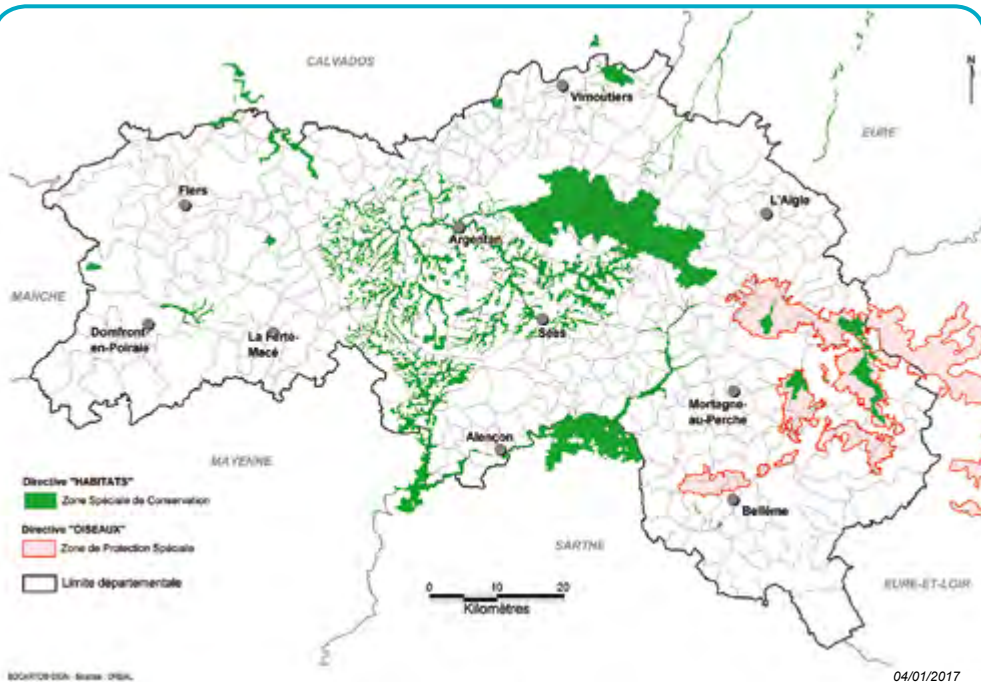 CALVADOS
N
Vimoutiers
EURE
Flers
L'Aigle
Argentan
MANCHE
Domfront
en-Poiraie
La Ferté-
Macé
Sées
Mortagne-
au-Perche
Alençon
MAYENNE
Directive "HABITATS"
Zone Spéciale de Conservation
Bellême
Directive "OISEAUX"
Zone de Protection Spéciale
SARTHE
Limite départementale
EURE-ET-LOIR
0 10 20
Kilomètres
04/01/2017